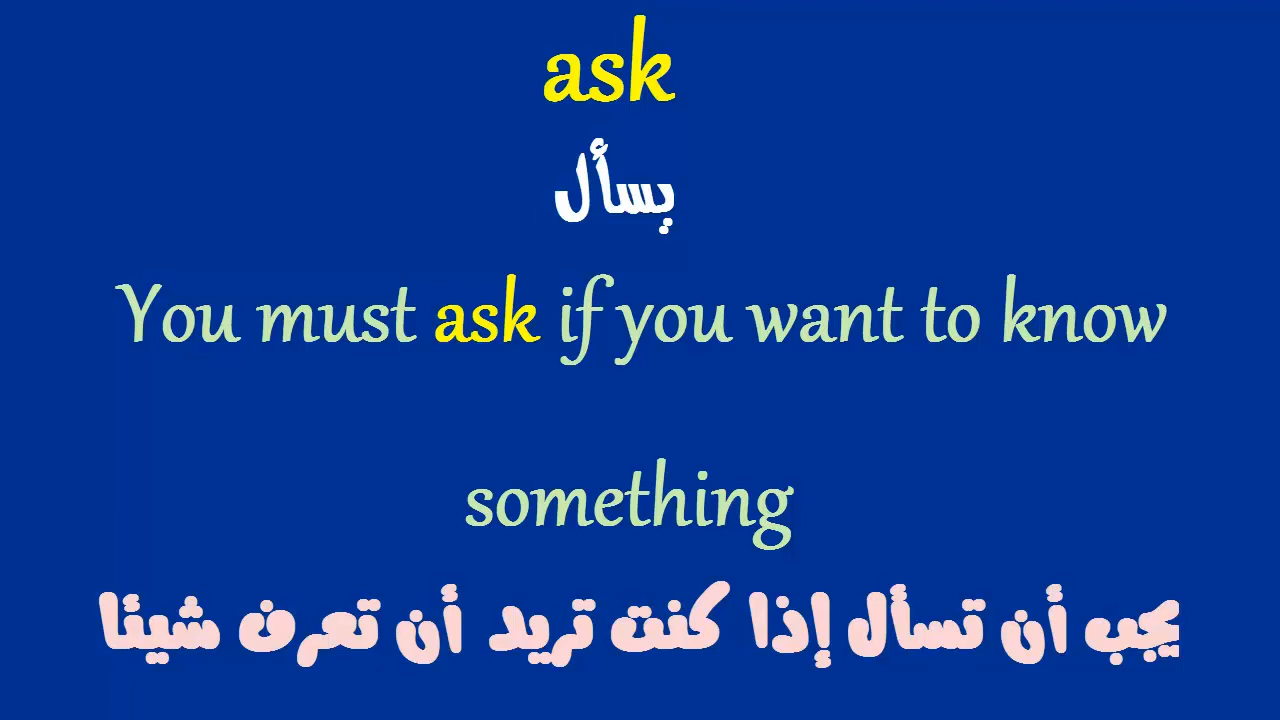 ask
يسأل
You must ask if you want to know
something
يجب أن تسأل إذا كنت تريد أن تعرف شيئا